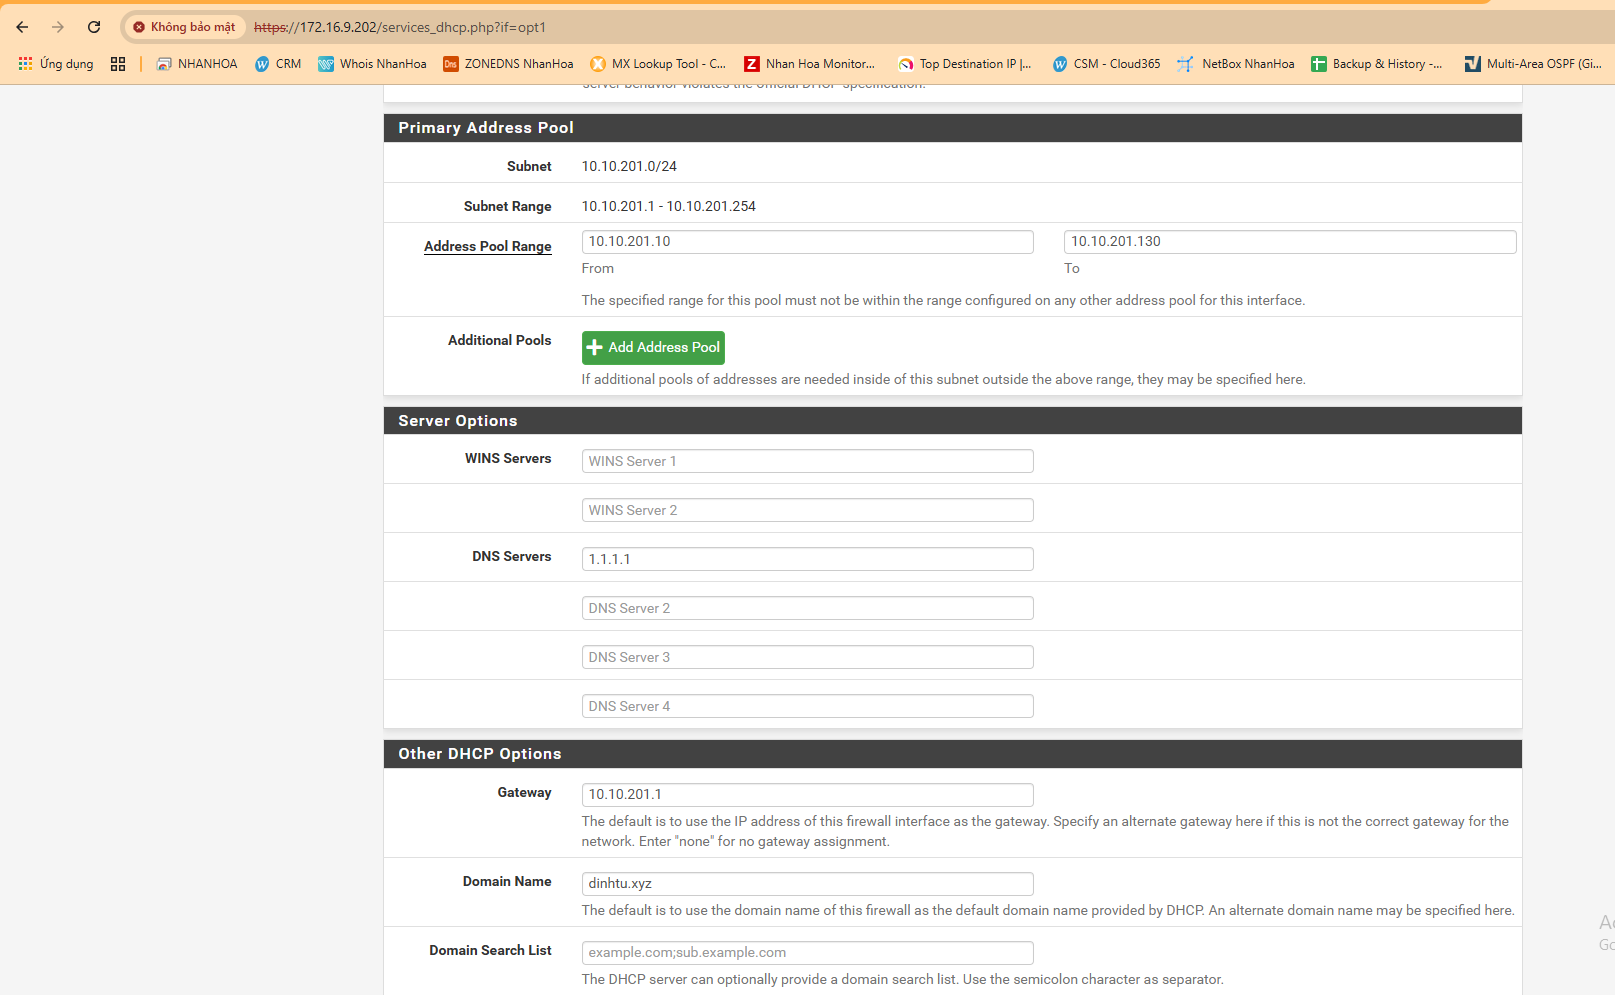 Không bảo mật
https://172.16.9.202/services_dhcp.php?if=opt1
Ứng dụng
NHANHOA
CRM
Whois NhanHoa
Dns
ZONEDNS NhanHoa
MX Lookup Tool - C...
Z
Nhan Hoa Monitor...
Top Destination IP |...
CSM - Cloud365
NetBox NhanHoa
Backup & History -...
Multi-Area OSPF (Gi...
server behavior violates the official DHCP specification.
Primary Address Pool
Subnet
10.10.201.0/24
Subnet Range
10.10.201.1 - 10.10.201.254
Address Pool Range
10.10.201.10
10.10.201.130
From
To
The specified range for this pool must not be within the range configured on any other address pool for this interface.
Additional Pools
Add Address Pool
If additional pools of addresses are needed inside of this subnet outside the above range, they may be specified here.
Server Options
WINS Servers
WINS Server 1
WINS Server 2
DNS Servers
1.1.1.1
DNS Server 2
DNS Server 3
DNS Server 4
Other DHCP Options
Gateway
10.10.201.1
The default is to use the IP address of this firewall interface as the gateway. Specify an alternate gateway here if this is not the correct gateway for the
network. Enter "none" for no gateway assignment.
Domain Name
dinhtu.xyz
The default is to use the domain name of this firewall as the default domain name provided by DHCP. An alternate domain name may be specified here.
Domain Search List
example.com;sub.example.com
The DHCP server can optionally provide a domain search list. Use the semicolon character as separator.